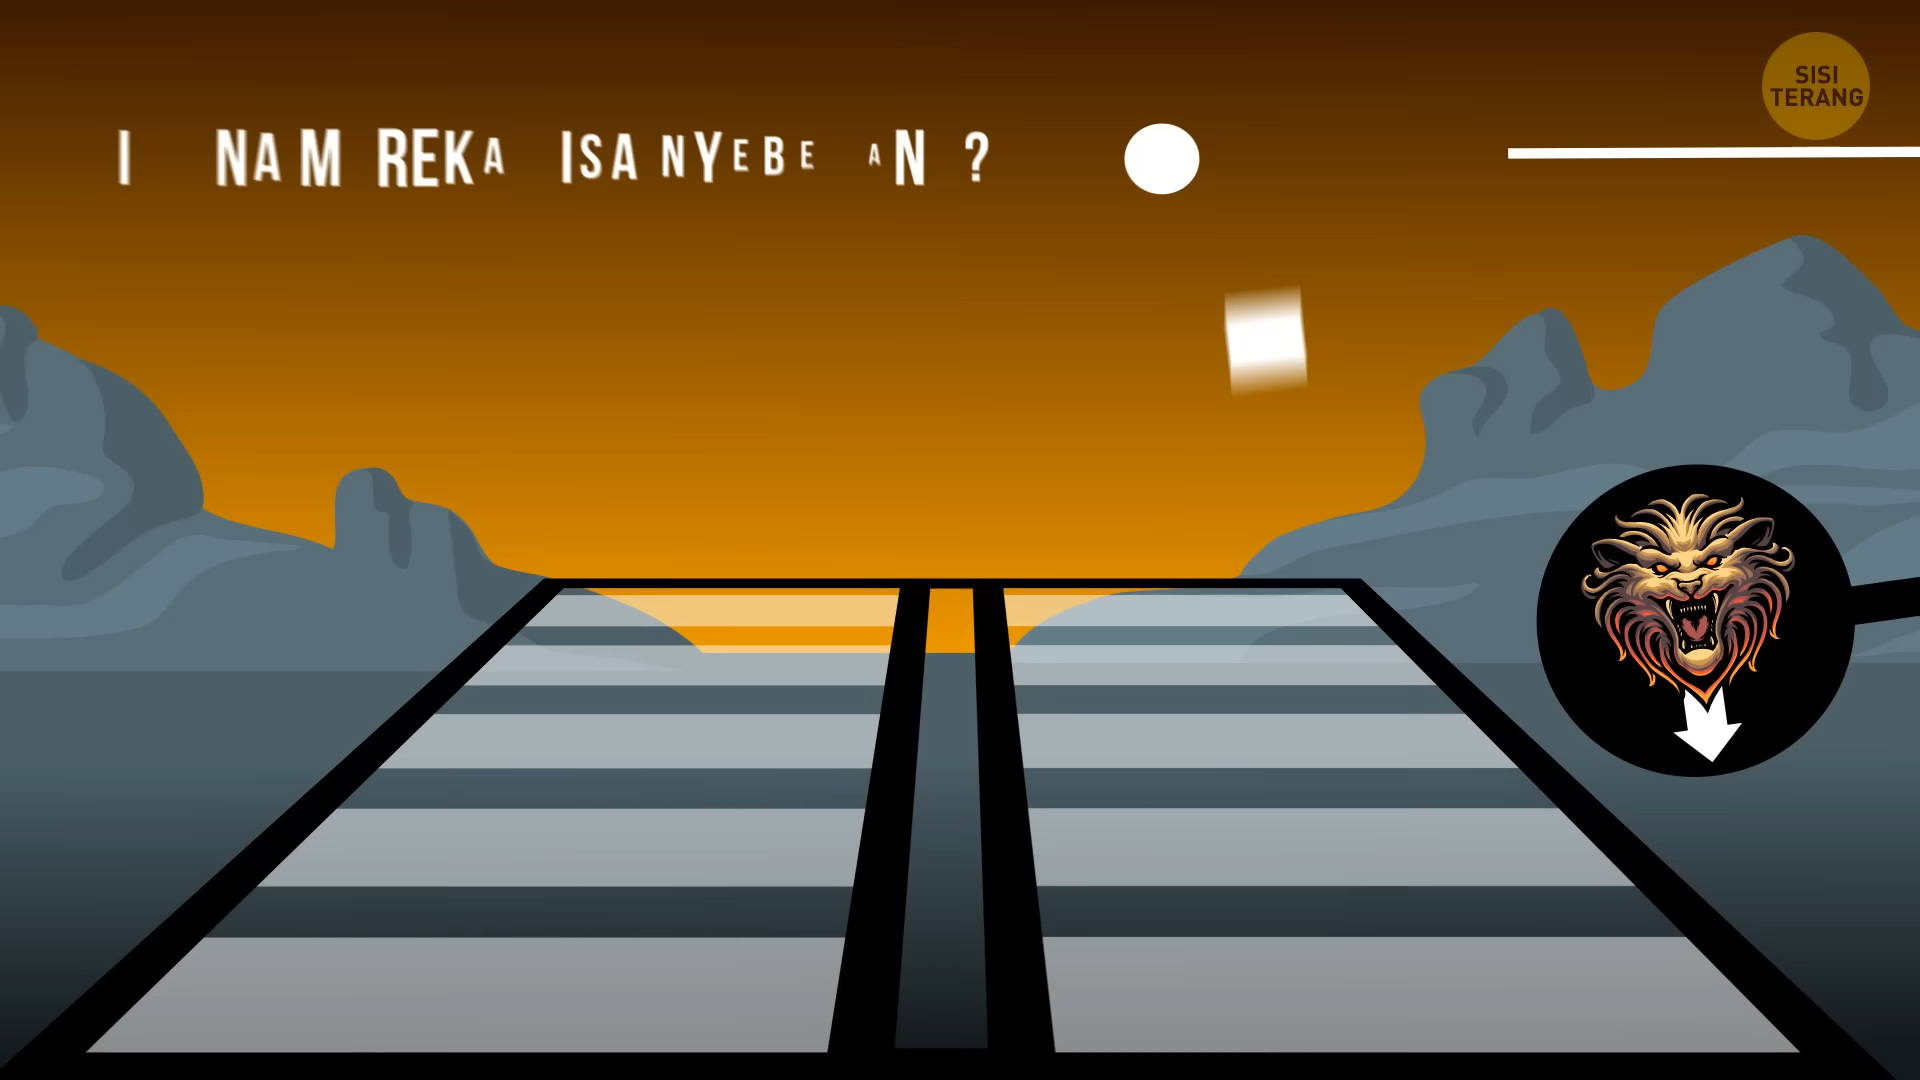 SISI
TERANG
I NAM REKA ISA NYEBE AN ?